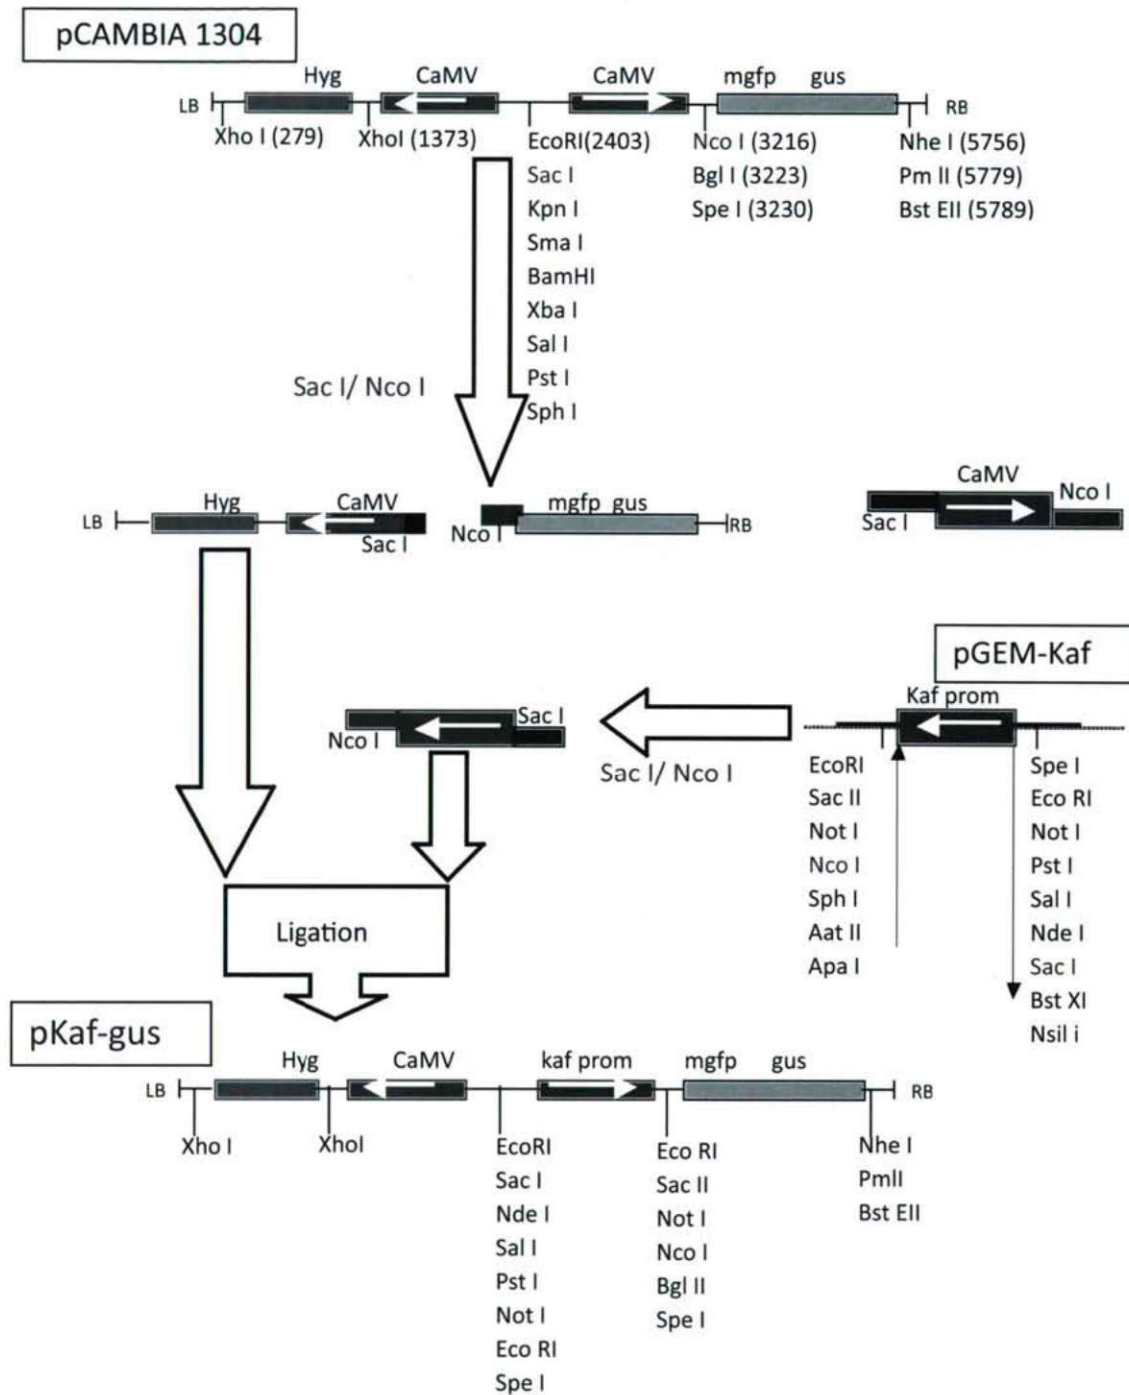 pCAMBIA 1304
Hyg CaMV CaMV mgfp gus
LB RB
Xho I (279) XhoI (1373) EcoRI(2403) Nco I (3216) Nhe I (5756)
Sac I Bgl I (3223) Pm lI (5779)
Kpn I Spe I (3230) Bst EII (5789)
Sma I
BamHI
Xba I
Sal I
Pst I
Sph I
Sac I/ Nco I
Hyg CaMV mgfp gus CaMV
LB Sac I Nco I RB Sac I Nco I
pGEM-Kaf
Kaf prom
Nco I Sac I
Sac I/ Nco I
EcoRI Spe I
Sac II Eco RI
Not I Not I
Nco I Pst I
Sph I Sal I
Aat II Nde I
Apa I Sac I
Bst XI
Nsil i
Ligation
pKaf-gus
Hyg CaMV kaf prom mgfp gus
LB RB
Xho I XhoI EcoRI Eco RI Nhe I
Sac I Sac II PmlI
Nde I Not I Bst EII
Sal I Nco I
Pst I Bgl II
Not I Spe I
Eco RI
Spe I